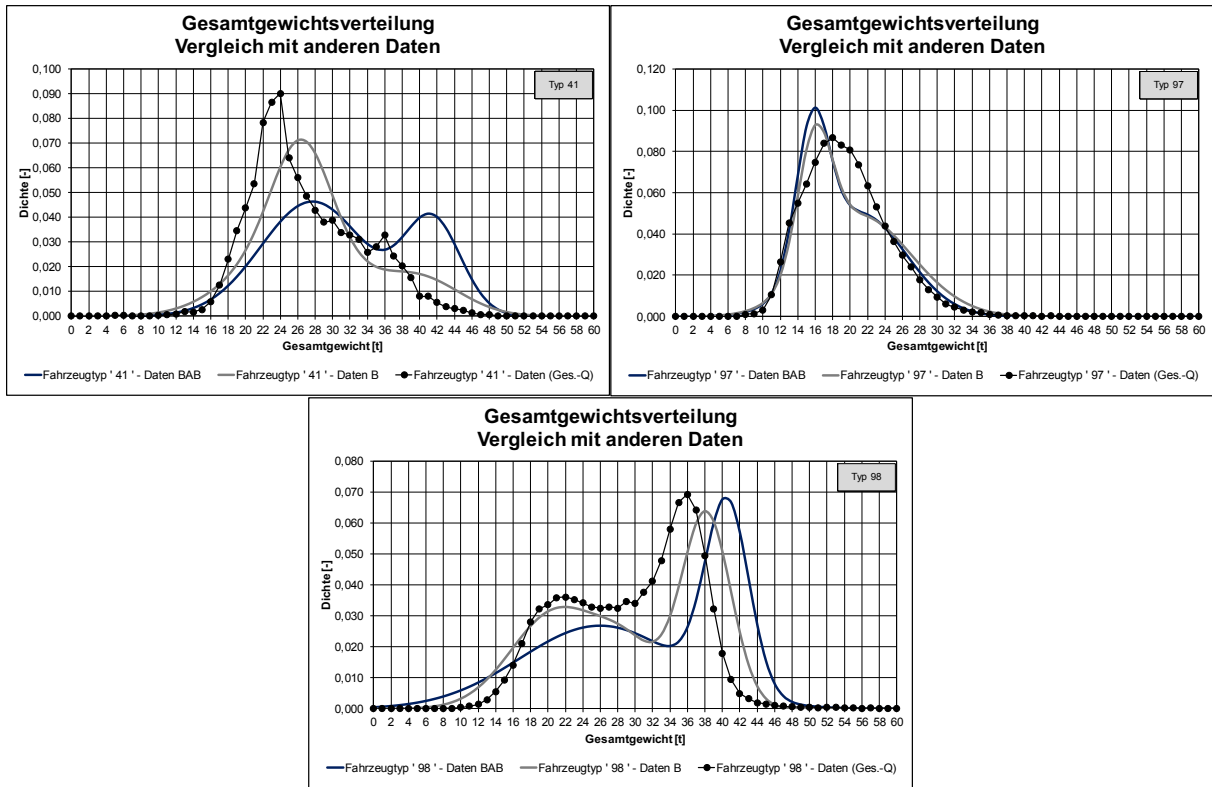 Gesamtgewichtsverteilung
Vergleich mit anderen Daten
Typ 41
0,100
0,090
0,080
0,070
0,060
0,050
0,040
0,030
0,020
0,010
0,000
Dichte [-]
0 2 4 6 8 10 12 14 16 18 20 22 24 26 28 30 32 34 36 38 40 42 44 46 48 50 52 54 56 58 60
Gesamtgewicht [t]
Fahrzeugtyp ' 41 ' - Daten BAB Fahrzeugtyp ' 41 ' - Daten B Fahrzeugtyp ' 41 ' - Daten (Ges.-Q)
Gesamtgewichtsverteilung
Vergleich mit anderen Daten
Typ 97
0,120
0,100
0,080
0,060
0,040
0,020
0,000
Dichte [-]
0 2 4 6 8 10 12 14 16 18 20 22 24 26 28 30 32 34 36 38 40 42 44 46 48 50 52 54 56 58 60
Gesamtgewicht [t]
Fahrzeugtyp ' 97 ' - Daten BAB Fahrzeugtyp ' 97 ' - Daten B Fahrzeugtyp ' 97 ' - Daten (Ges.-Q)
Gesamtgewichtsverteilung
Vergleich mit anderen Daten
Typ 98
0,080
0,070
0,060
0,050
0,040
0,030
0,020
0,010
0,000
Dichte [-]
0 2 4 6 8 10 12 14 16 18 20 22 24 26 28 30 32 34 36 38 40 42 44 46 48 50 52 54 56 58 60
Gesamtgewicht [t]
Fahrzeugtyp ' 98 ' - Daten BAB Fahrzeugtyp ' 98 ' - Daten B Fahrzeugtyp ' 98 ' - Daten (Ges.-Q)